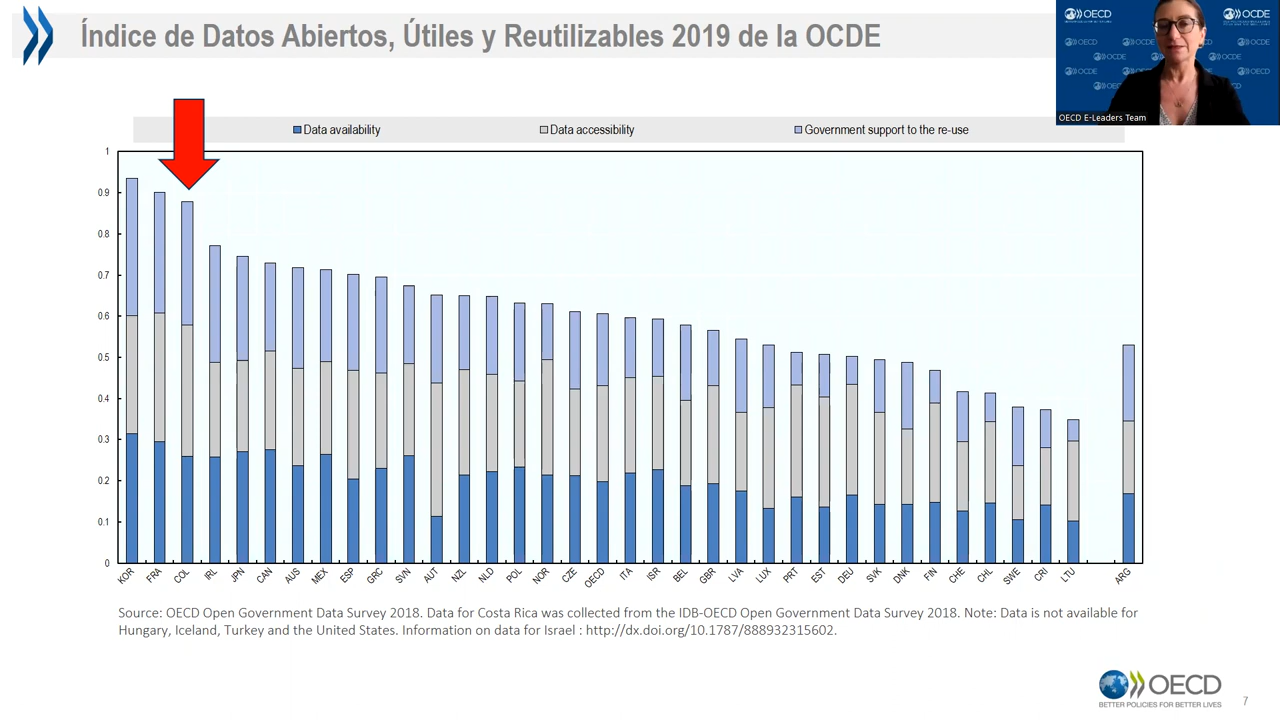 Índice de Datos Abiertos, Útiles y Reutilizables 2019 de la OCDE
OECD
OCDE
OECD
OCDE
OECD
OCDE
OECD
OCDE
OECD E-Leaders Team
Data availability
Data accessibility
Government support to the re-use
1
0.9
0.8
0.7
0.6
0.5
0.4
0.3
0.2
0.1
0
KOR FRA COL IRL JPN CAN AUS MEX ESP GRC SVN AUT NZL NLD POL NOR CZE OECD ITA ISR BEL GBR LVA LUX PRT EST DEU SVK DNK FIN CHE CHL SWE CRI LTU ARG
Source: OECD Open Government Data Survey 2018. Data for Costa Rica was collected from the IDB-OECD Open Government Data Survey 2018. Note: Data is not available for
Hungary, Iceland, Turkey and the United States. Information on data for Israel : http://dx.doi.org/10.1787/888932315602.
OECD
BETTER POLICIES FOR BETTER LIVES
7